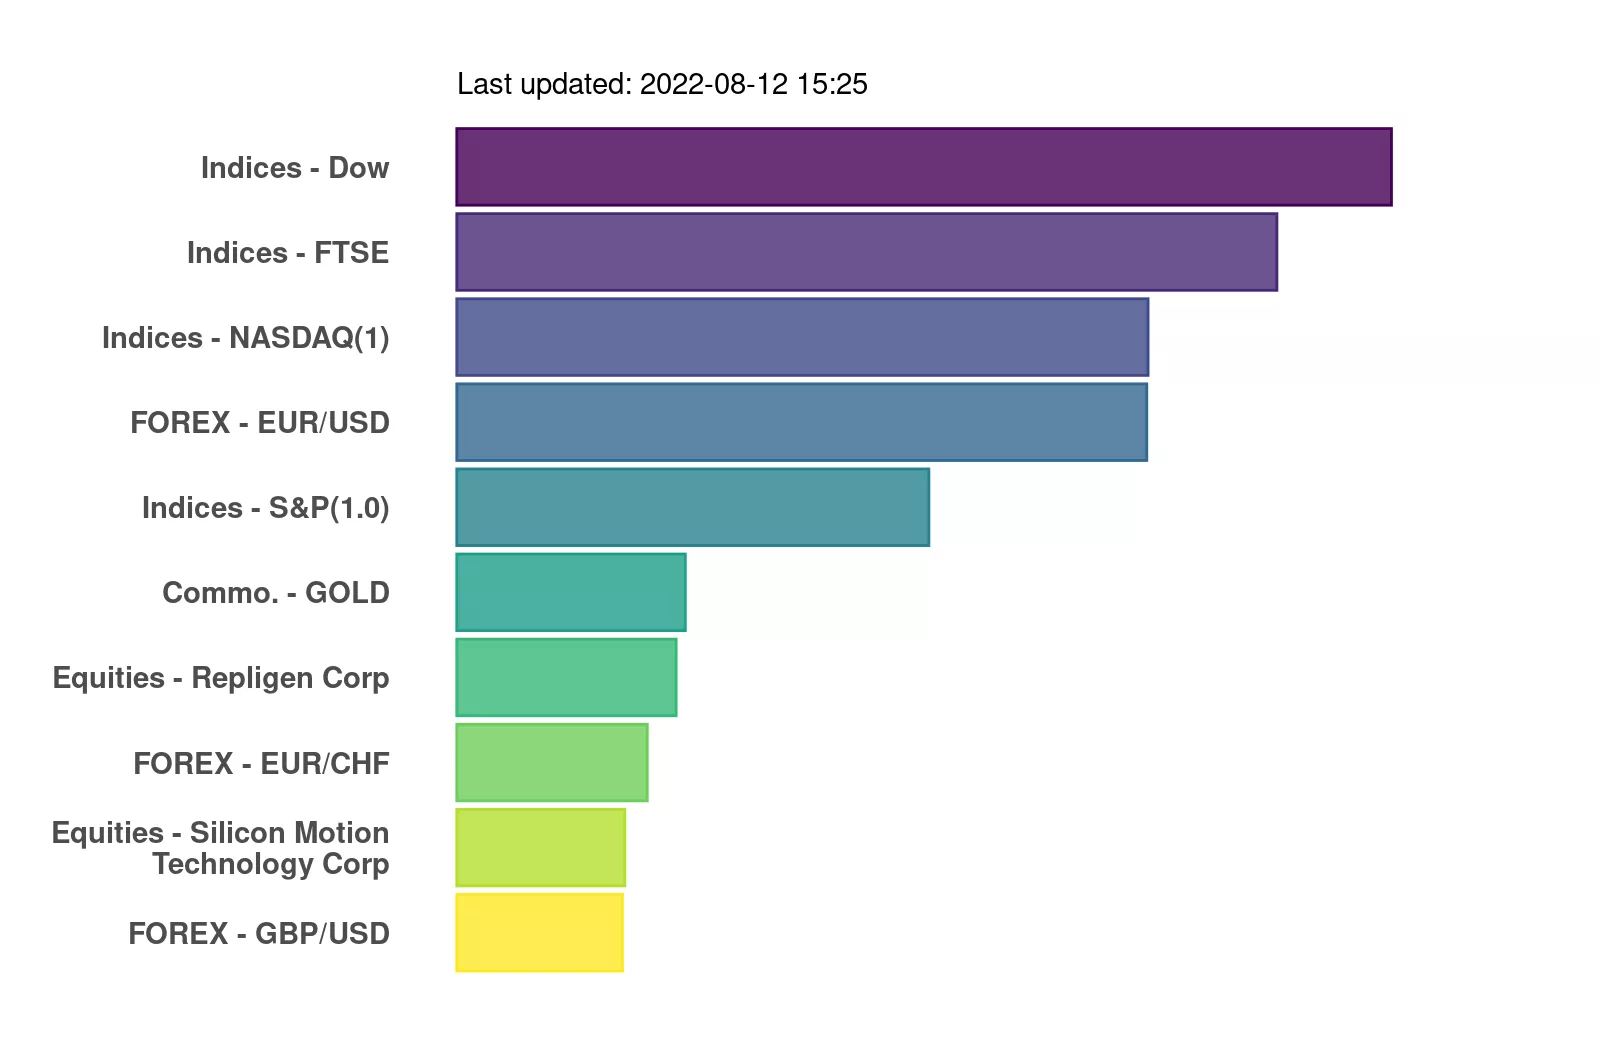 Last updated: 2022-08-12 15:25
Indices - Dow
Indices - FTSE
Indices - NASDAQ(1)
FOREX - EUR/USD
Indices - S&P(1.0)
Commo. - GOLD
Equities - Repligen Corp
FOREX - EUR/CHF
Equities - Silicon Motion
Technology Corp
FOREX - GBP/USD